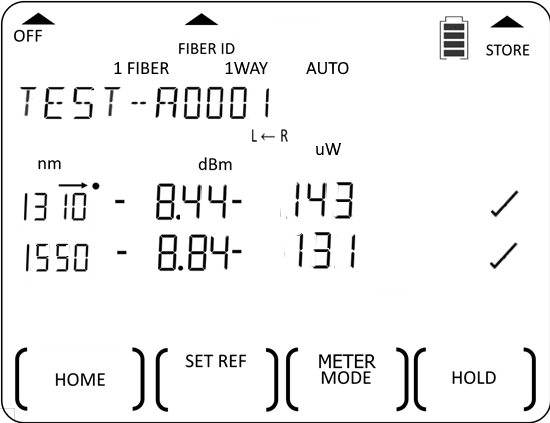 OFF
FIBER ID
STORE
1 FIBER 1WAY AUTO
TEST--A0001
L ← R
nm dBm uW
1310 - 8.44- 143
1550 - 8.84- 131
HOME
SET REF
METER
MODE
HOLD